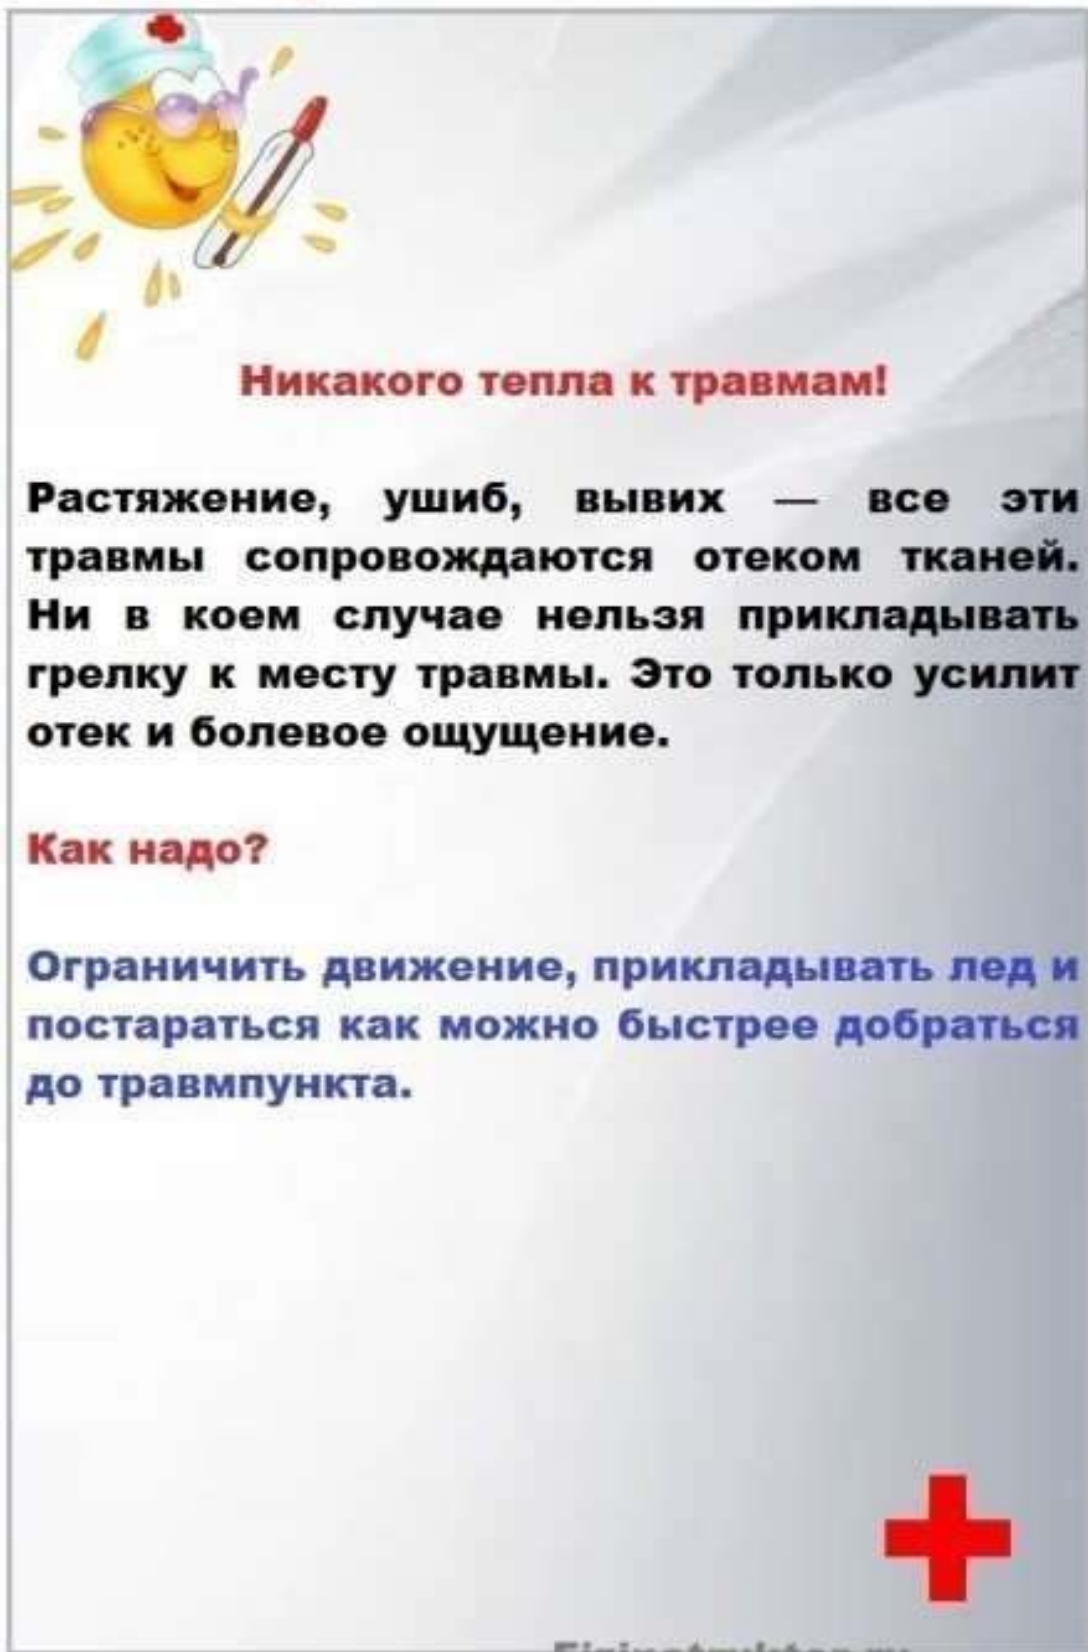 Никакого тепла к травмам!
Растяжение, ушиб, вывих — все эти
травмы сопровождаются отеком тканей.
Ни в коем случае нельзя прикладывать
грелку к месту травмы. Это только усилит
отек и болевое ощущение.
Как надо?
Ограничить движение, прикладывать лед и
постараться как можно быстрее добраться
до травмпункта.